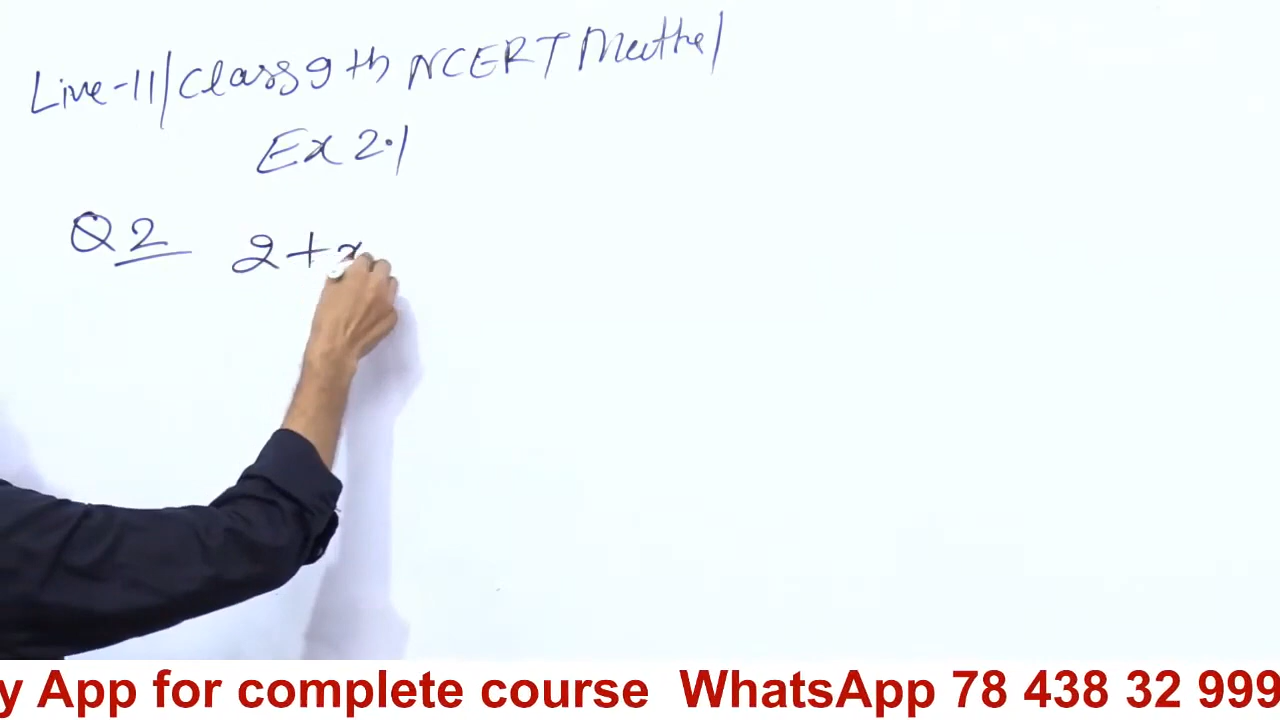 Live-11/Class 9th NCERT Maths/
Ex 2.1
Q2 2+x
y App for complete course WhatsApp 78 438 32 999